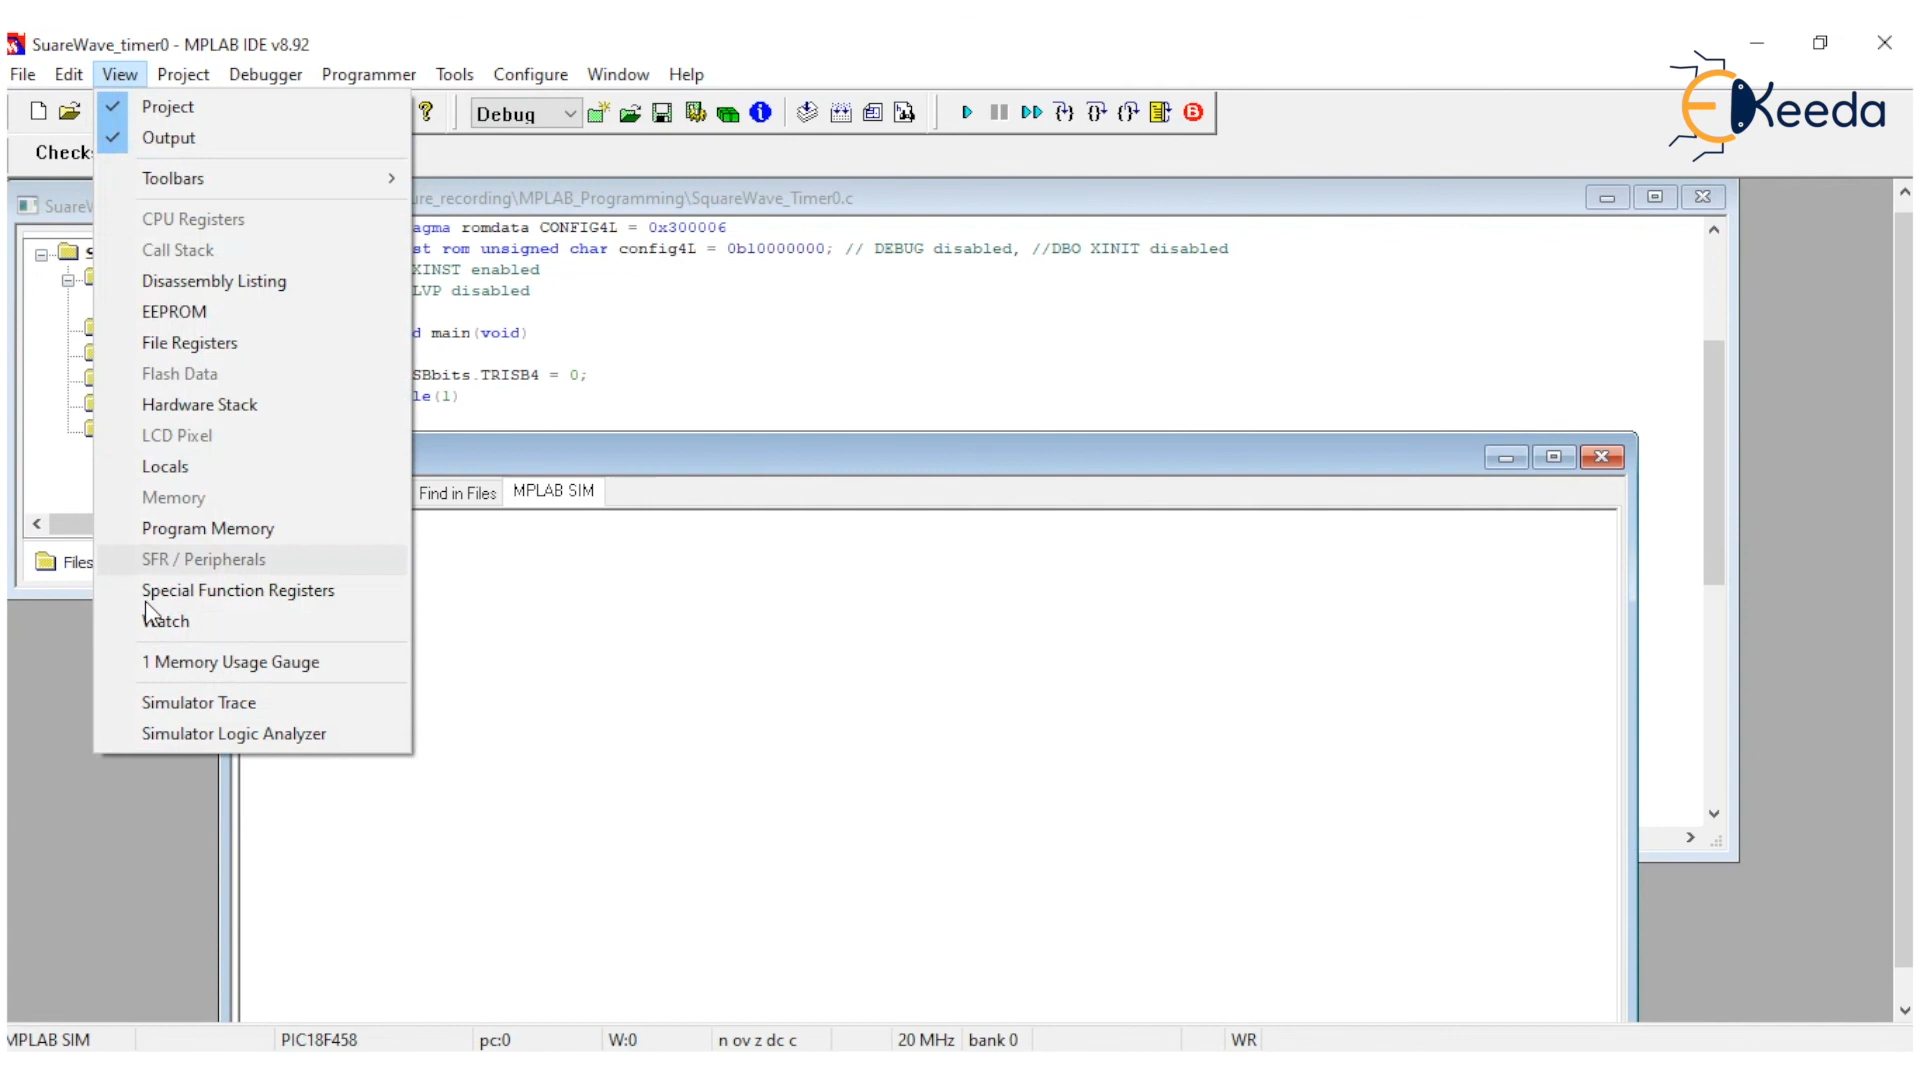 SuareWave_timer0 - MPLAB IDE v8.92
File Edit View Project Debugger Programmer Tools Configure Window Help
Project
Output
Toolbars
CPU Registers
Call Stack
Disassembly Listing
EEPROM
File Registers
Flash Data
Hardware Stack
LCD Pixel
Locals
Memory
Program Memory
SFR / Peripherals
Special Function Registers
Watch
1 Memory Usage Gauge
Simulator Trace
Simulator Logic Analyzer
Debug
EKeeda
Checks
SuareW
Files
ure_recording\MPLAB_Programming\SquareWave_Timer0.c
agma romdata CONFIG4L = 0x300006
st rom unsigned char config4L = 0b10000000; // DEBUG disabled, //DBO XINIT disabled
XINST enabled
LVP disabled
d main(void)
SBbits.TRISB4 = 0;
le(1)
Find in Files MPLAB SIM
MPLAB SIM PIC18F458 pc:0 W:0 n ov z dc c 20 MHz bank 0 WR